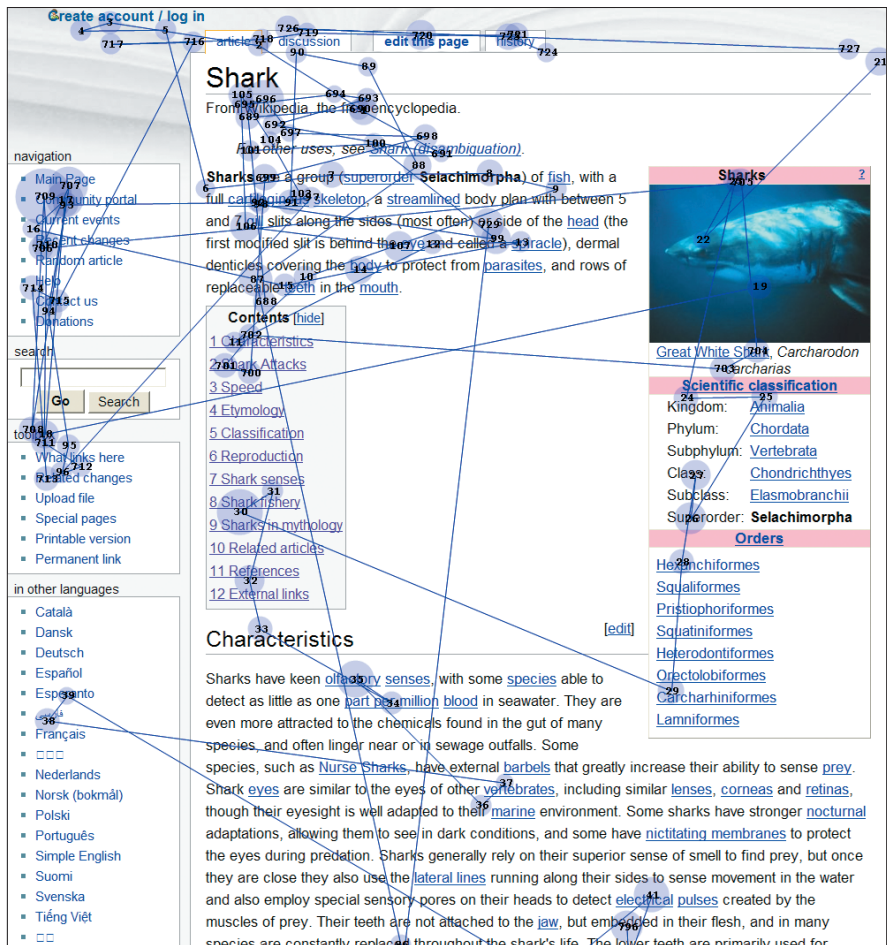 Create account / log in
article discussion edit this page history
Shark
From Wikipedia, the free encyclopedia.
For other uses, see Shark (disambiguation).
navigation
Main Page
Community portal
Current events
Recent changes
Random article
Help
Contact us
Donations
search
Go Search
toolbox
What links here
Related changes
Upload file
Special pages
Printable version
Permanent link
in other languages
Català
Dansk
Deutsch
Español
Esperanto
فارسی
Français
Nederlands
Norsk (bokmål)
Polski
Português
Simple English
Suomi
Svenska
Tiếng Việt
Sharks are a group (superorder Selachimorpha) of fish, with a
full cartilaginous skeleton, a streamlined body plan with between 5
and 7 gill slits along the sides (most often) or side of the head (the
first modified slit is behind the eye and called a spiracle), dermal
denticles covering the body to protect from parasites, and rows of
replaceable teeth in the mouth.
Contents [hide]
1 Characteristics
2 Shark Attacks
3 Speed
4 Etymology
5 Classification
6 Reproduction
7 Shark senses
8 Shark fishery
9 Sharks in mythology
10 Related articles
11 References
12 External links
Sharks ?
Great White Shark, Carcharodon
carcharias
Scientific classification
Kingdom: Animalia
Phylum: Chordata
Subphylum: Vertebrata
Class: Chondrichthyes
Subclass: Elasmobranchii
Superorder: Selachimorpha
Orders
Hexanchiformes
Squaliformes
Pristiophoriformes
Squatiniformes
Heterodontiformes
Orectolobiformes
Carcharhiniformes
Lamniformes
[edit]
Characteristics
Sharks have keen olfactory senses, with some species able to
detect as little as one part per million blood in seawater. They are
even more attracted to the chemicals found in the gut of many
species, and often linger near or in sewage outfalls. Some
species, such as Nurse Sharks, have external barbels that greatly increase their ability to sense prey.
Shark eyes are similar to the eyes of other vertebrates, including similar lenses, corneas and retinas,
though their eyesight is well adapted to their marine environment. Some sharks have stronger nocturnal
adaptations, allowing them to see in dark conditions, and some have nictitating membranes to protect
the eyes during predation. Sharks generally rely on their superior sense of smell to find prey, but once
they are close they also use the lateral lines running along their sides to sense movement in the water
and also employ special sensory pores on their heads to detect electrical pulses created by the
muscles of prey. Their teeth are not attached to the jaw, but embedded in their flesh, and in many
species are constantly replaced throughout the shark's life. The lower teeth are primarily used for